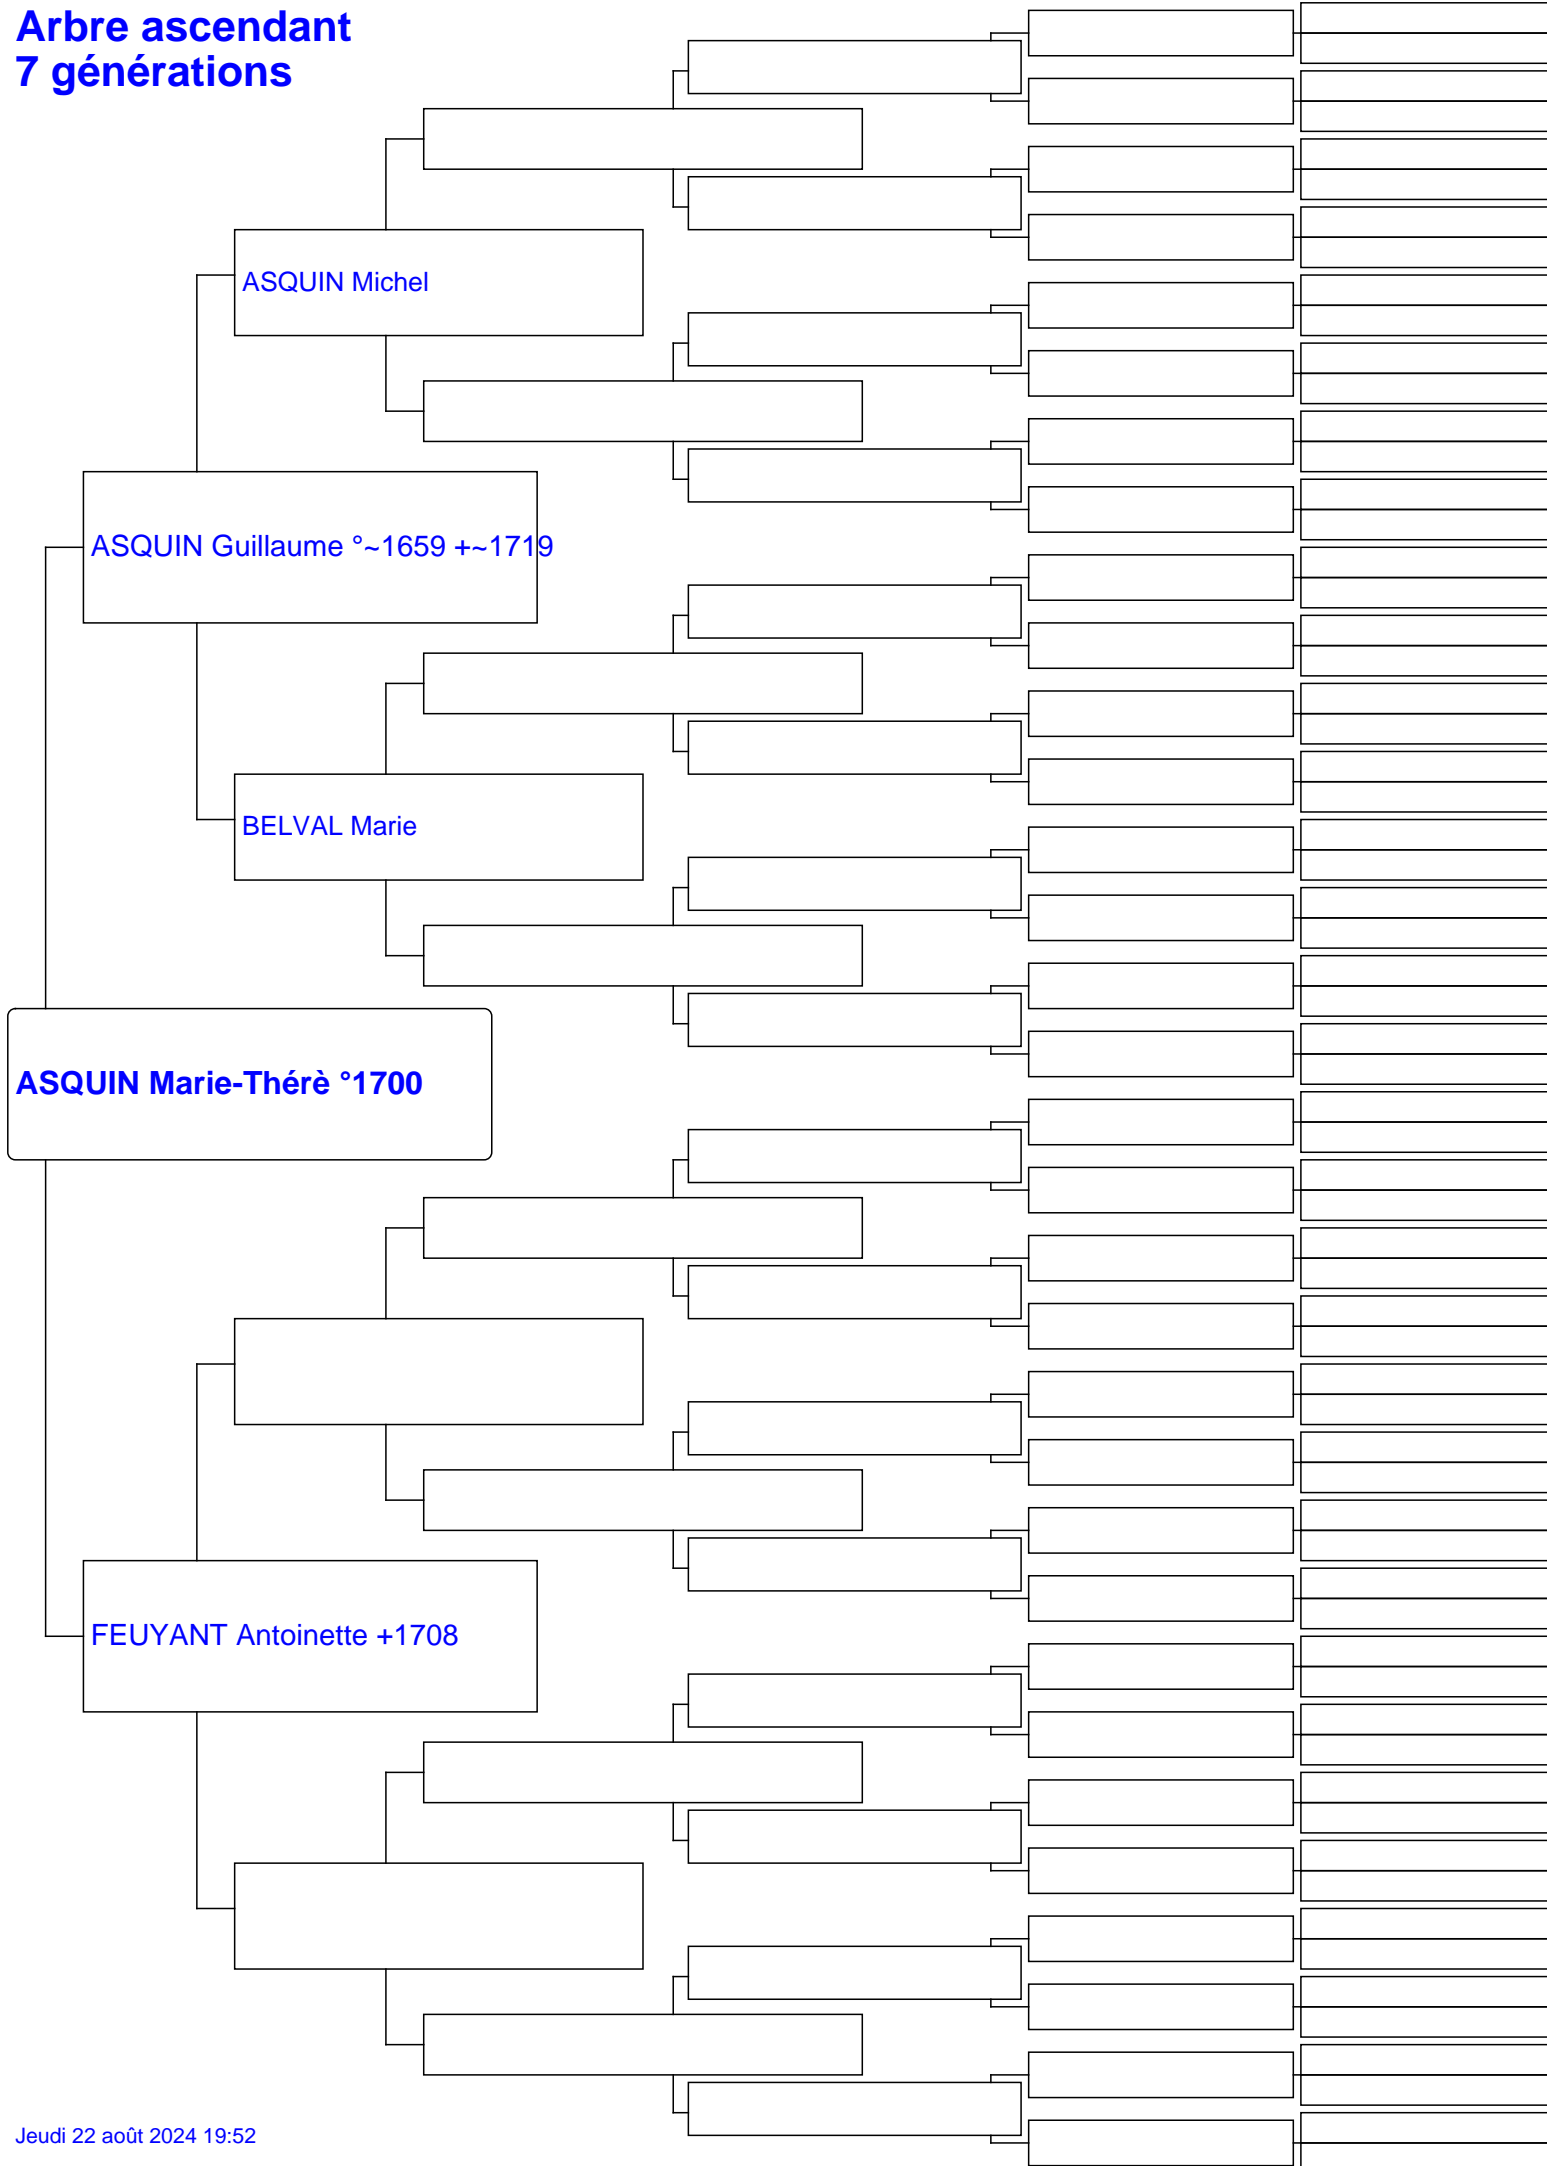 Arbre ascendant
7 générations
ASQUIN Michel
ASQUIN Guillaume °~1659 +~1719
BELVAL Marie
ASQUIN Marie-Thérè °1700
FEUYANT Antoinette +1708
Jeudi 22 août 2024 19:52